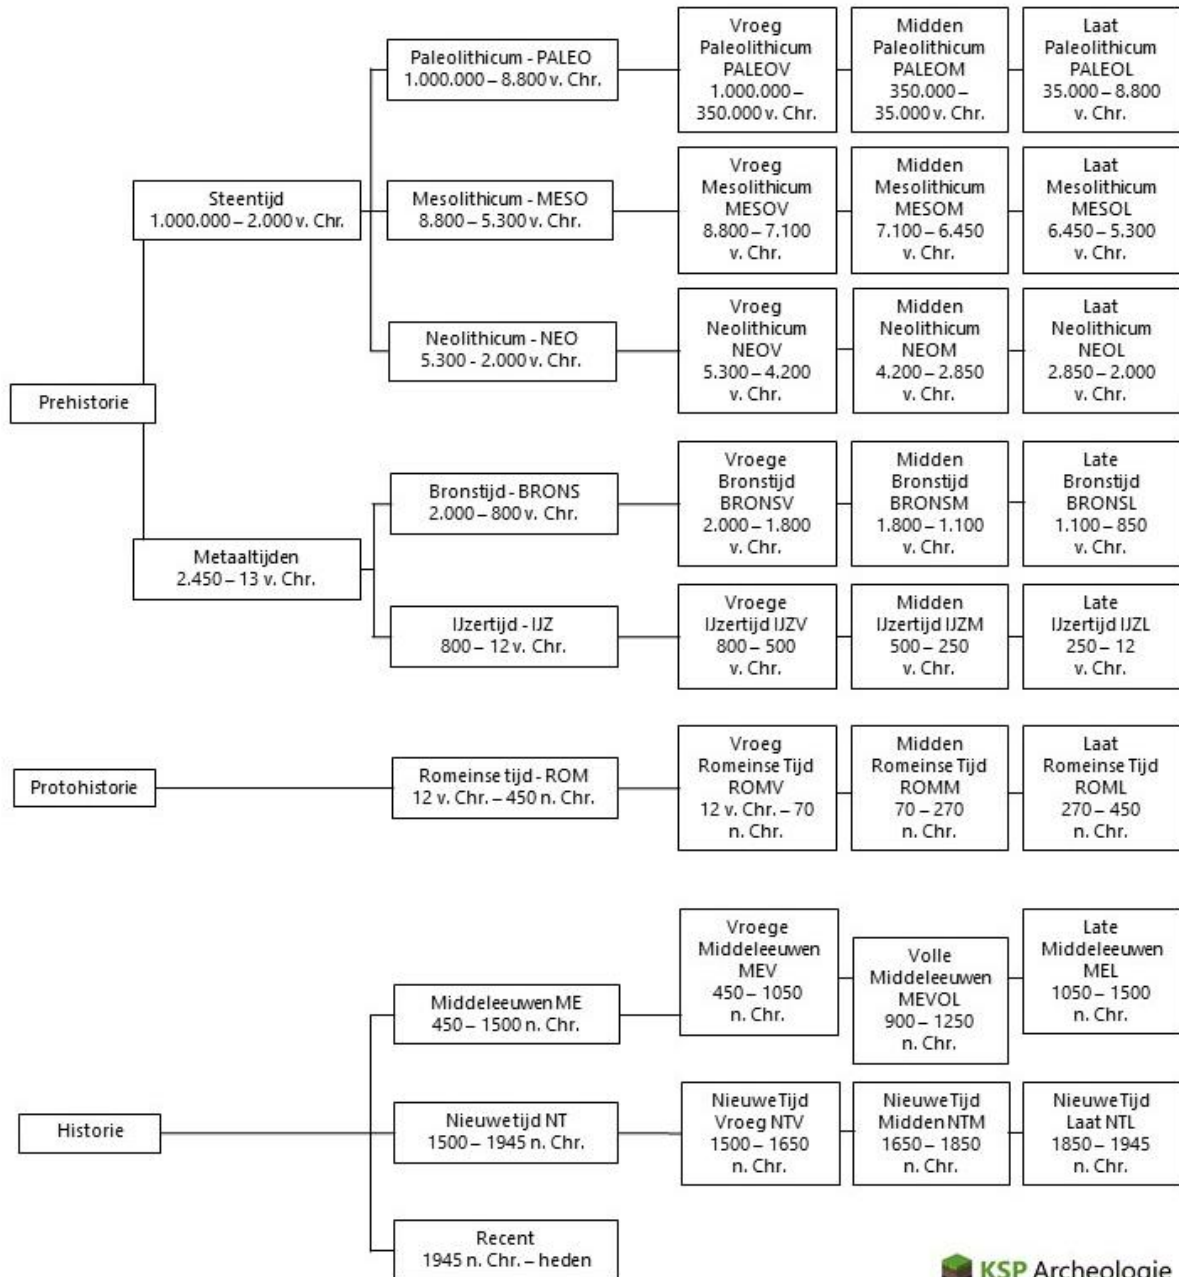 Prehistorie
Steentijd
1.000.000 – 2.000 v. Chr.
Paleolithicum - PALEO
1.000.000 – 8.800 v. Chr.
Vroeg
Paleolithicum
PALEOV
1.000.000 –
350.000 v. Chr.
Midden
Paleolithicum
PALEOM
350.000 –
35.000 v. Chr.
Laat
Paleolithicum
PALEOL
35.000 – 8.800
v. Chr.
Mesolithicum - MESO
8.800 – 5.300 v. Chr.
Vroeg
Mesolithicum
MESOV
8.800 – 7.100
v. Chr.
Midden
Mesolithicum
MESOM
7.100 – 6.450
v. Chr.
Laat
Mesolithicum
MESOL
6.450 – 5.300
v. Chr.
Neolithicum - NEO
5.300 - 2.000 v. Chr.
Vroeg
Neolithicum
NEOV
5.300 – 4.200
v. Chr.
Midden
Neolithicum
NEOM
4.200 – 2.850
v. Chr.
Laat
Neolithicum
NEOL
2.850 – 2.000
v. Chr.
Metaaltijden
2.450 – 13 v. Chr.
Bronstijd - BRONS
2.000 – 800 v. Chr.
Vroege
Bronstijd
BRONSV
2.000 – 1.800
v. Chr.
Midden
Bronstijd
BRONSM
1.800 – 1.100
v. Chr.
Late
Bronstijd
BRONSL
1.100 – 850
v. Chr.
IJzertijd - IJZ
800 – 12 v. Chr.
Vroege
IJzertijd IJZV
800 – 500
v. Chr.
Midden
IJzertijd IJZM
500 – 250
v. Chr.
Late
IJzertijd IJZL
250 – 12
v. Chr.
Protohistorie
Romeinse tijd - ROM
12 v. Chr. – 450 n. Chr.
Vroeg
Romeinse Tijd
ROMV
12 v. Chr. – 70
n. Chr.
Midden
Romeinse Tijd
ROMM
70 – 270
n. Chr.
Laat
Romeinse Tijd
ROML
270 – 450
n. Chr.
Historie
Middeleeuwen ME
450 – 1500 n. Chr.
Vroege
Middeleeuwen
MEV
450 – 1050
n. Chr.
Volle
Middeleeuwen
MEVOL
900 – 1250
n. Chr.
Late
Middeleeuwen
MEL
1050 – 1500
n. Chr.
Nieuwe tijd NT
1500 – 1945 n. Chr.
Nieuwe Tijd
Vroeg NTV
1500 – 1650
n. Chr.
Nieuwe Tijd
Midden NTM
1650 – 1850
n. Chr.
Nieuwe Tijd
Laat NTL
1850 – 1945
n. Chr.
Recent
1945 n. Chr. – heden
KSP Archeologie